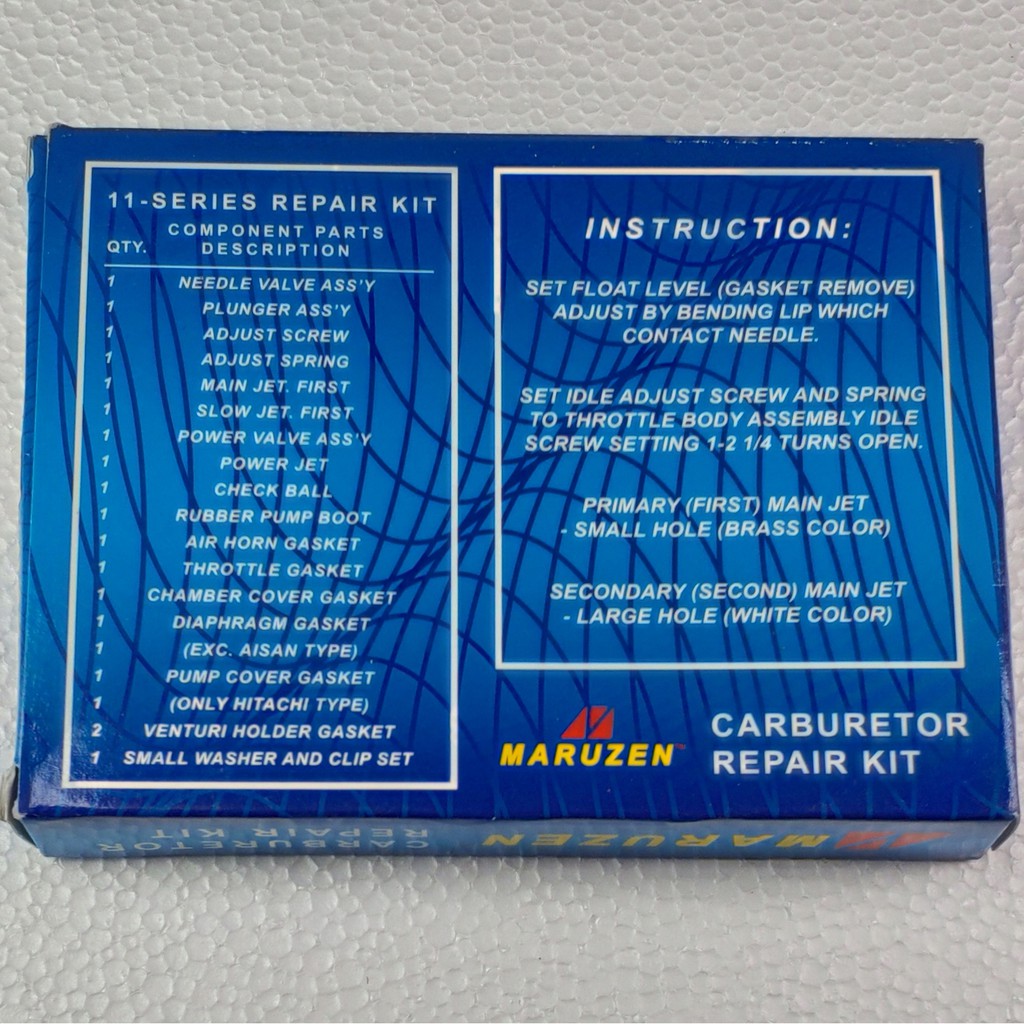 11-SERIES REPAIR KIT
COMPONENT PARTS
QTY. DESCRIPTION
1 NEEDLE VALVE ASS'Y
1 PLUNGER ASS'Y
1 ADJUST SCREW
1 ADJUST SPRING
1 MAIN JET. FIRST
1 SLOW JET. FIRST
1 POWER VALVE ASS'Y
1 POWER JET
1 CHECK BALL
1 RUBBER PUMP BOOT
1 AIR HORN GASKET
1 THROTTLE GASKET
1 CHAMBER COVER GASKET
1 DIAPHRAGM GASKET
1 (EXC. AISAN TYPE)
1 PUMP COVER GASKET
1 (ONLY HITACHI TYPE)
2 VENTURI HOLDER GASKET
1 SMALL WASHER AND CLIP SET
INSTRUCTION:
SET FLOAT LEVEL (GASKET REMOVE)
ADJUST BY BENDING LIP WHICH
CONTACT NEEDLE.
SET IDLE ADJUST SCREW AND SPRING
TO THROTTLE BODY ASSEMBLY IDLE
SCREW SETTING 1-2 1/4 TURNS OPEN.
PRIMARY (FIRST) MAIN JET
- SMALL HOLE (BRASS COLOR)
SECONDARY (SECOND) MAIN JET
- LARGE HOLE (WHITE COLOR)
MARUZEN™
CARBURETOR
REPAIR KIT
CARBURETOR
REPAIR KIT
MARUZEN